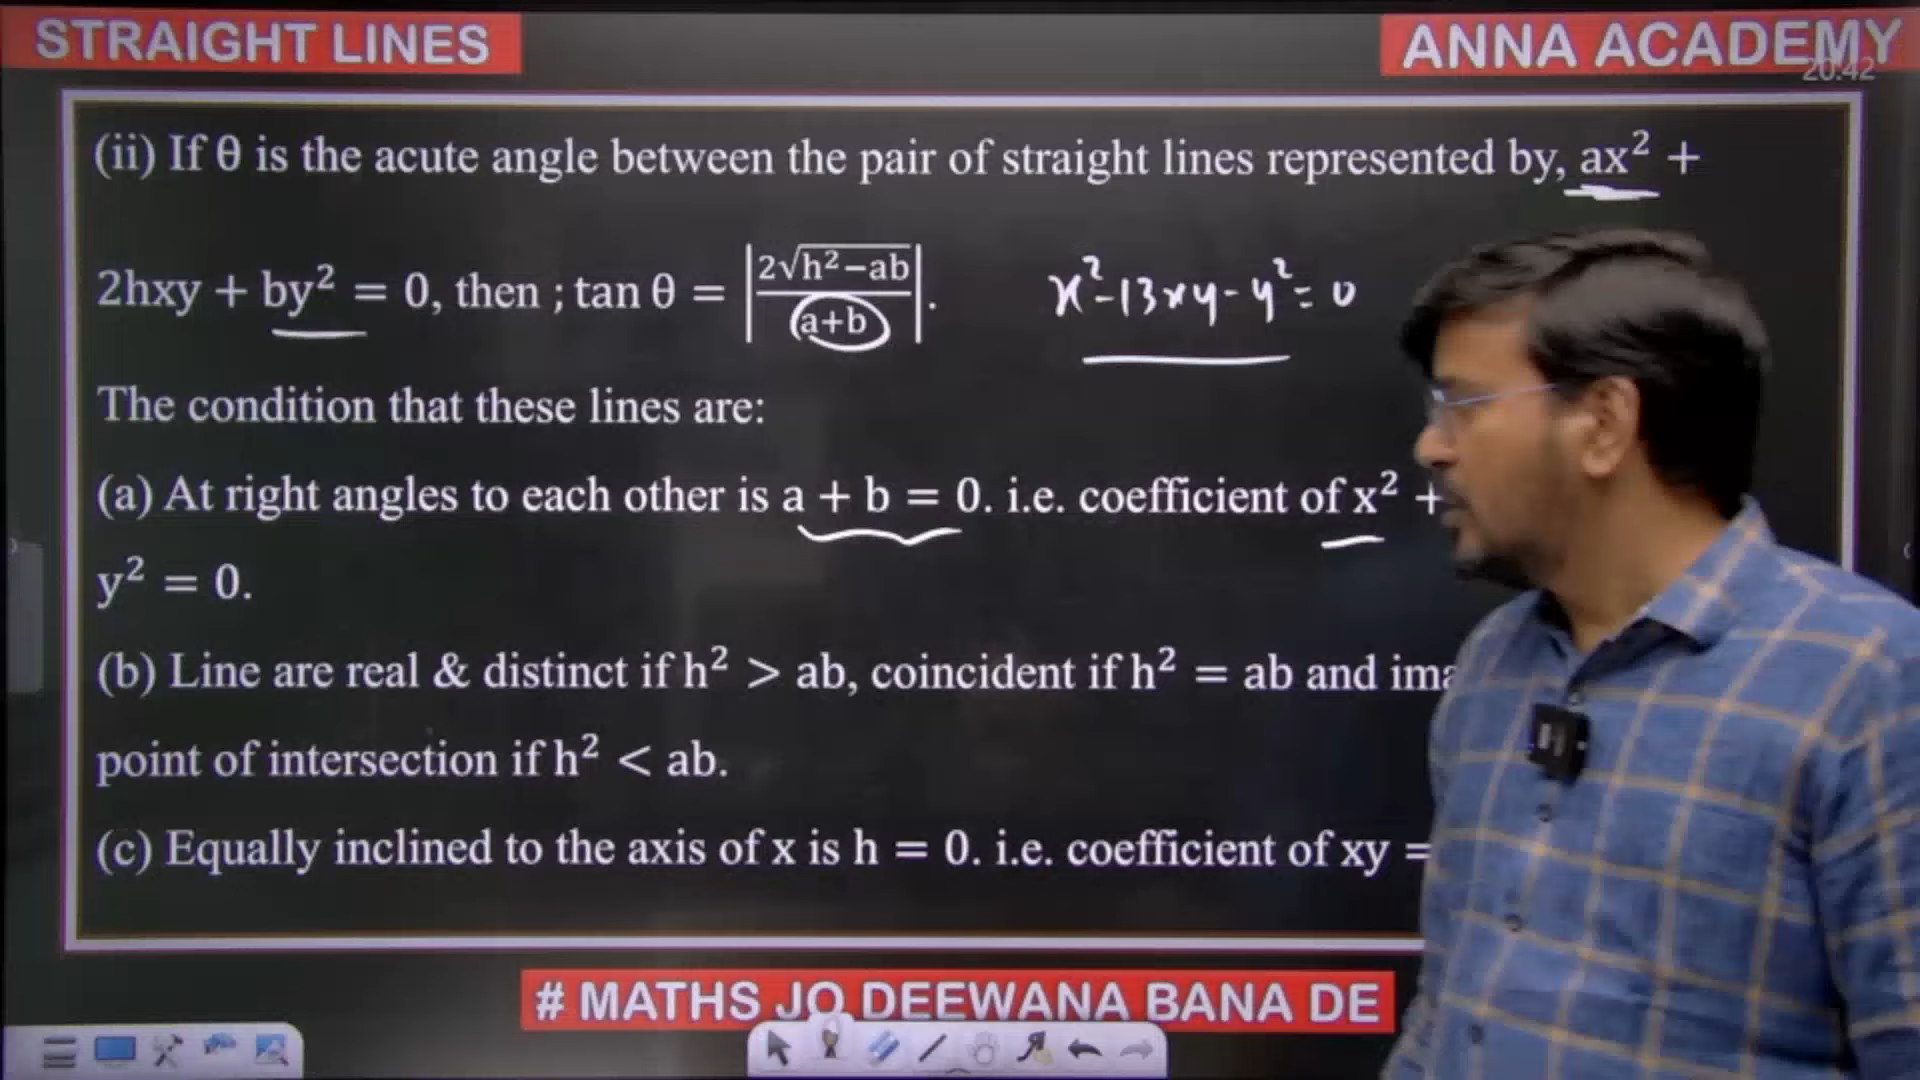 STRAIGHT LINES
ANNA ACADEMY
20:42
(ii) If θ is the acute angle between the pair of straight lines represented by, ax² +
2hxy + by² = 0, then ; tan θ = |2√h²−ab / a+b|.
x² - 13xy - y² = 0
The condition that these lines are:
(a) At right angles to each other is a + b = 0. i.e. coefficient of x² +
y² = 0.
(b) Line are real & distinct if h² > ab, coincident if h² = ab and
point of intersection if h² < ab.
(c) Equally inclined to the axis of x is h = 0. i.e. coefficient of xy =
# MATHS JO DEEWANA BANA DE